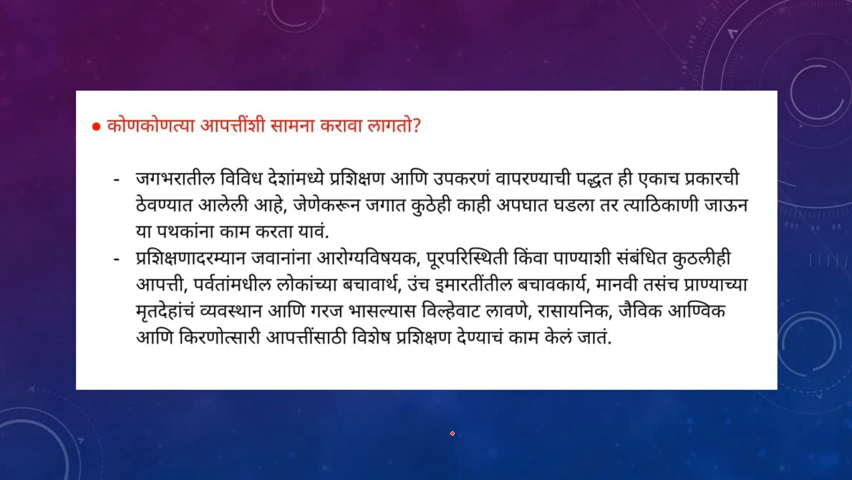 ● कोणकोणत्या आपत्तींशी सामना करावा लागतो?
- जगभरातील विविध देशांमध्ये प्रशिक्षण आणि उपकरणं वापरण्याची पद्धत ही एकाच प्रकारची
ठेवण्यात आलेली आहे, जेणेकरून जगात कुठेही काही अपघात घडला तर त्याठिकाणी जाऊन
या पथकांना काम करता यावं.
- प्रशिक्षणादरम्यान जवानांना आरोग्यविषयक, पूरपरिस्थिती किंवा पाण्याशी संबंधित कुठलीही
आपत्ती, पर्वतांमधील लोकांच्या बचावार्थ, उंच इमारतींतील बचावकार्य, मानवी तसंच प्राण्याच्या
मृतदेहांचं व्यवस्थान आणि गरज भासल्यास विल्हेवाट लावणे, रासायनिक, जैविक आण्विक
आणि किरणोत्सारी आपत्तींसाठी विशेष प्रशिक्षण देण्याचं काम केलं जातं.